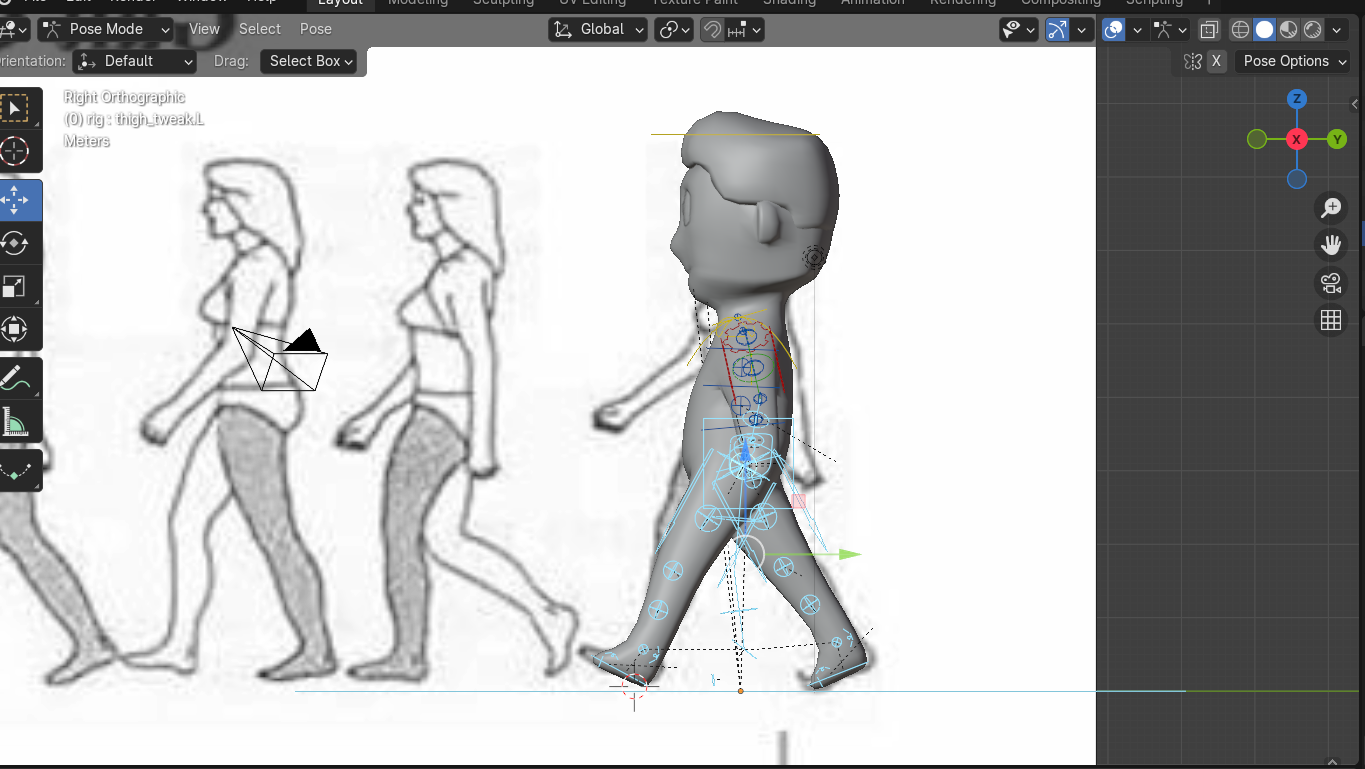 Layout Modeling Sculpting UV Editing Texture Paint Shading Animation Rendering Compositing Scripting
Pose Mode View Select Pose Global
rientation: Default Drag: Select Box X Pose Options
Right Orthographic
(0) rig : thigh_tweak.L
Meters
Z
X
Y